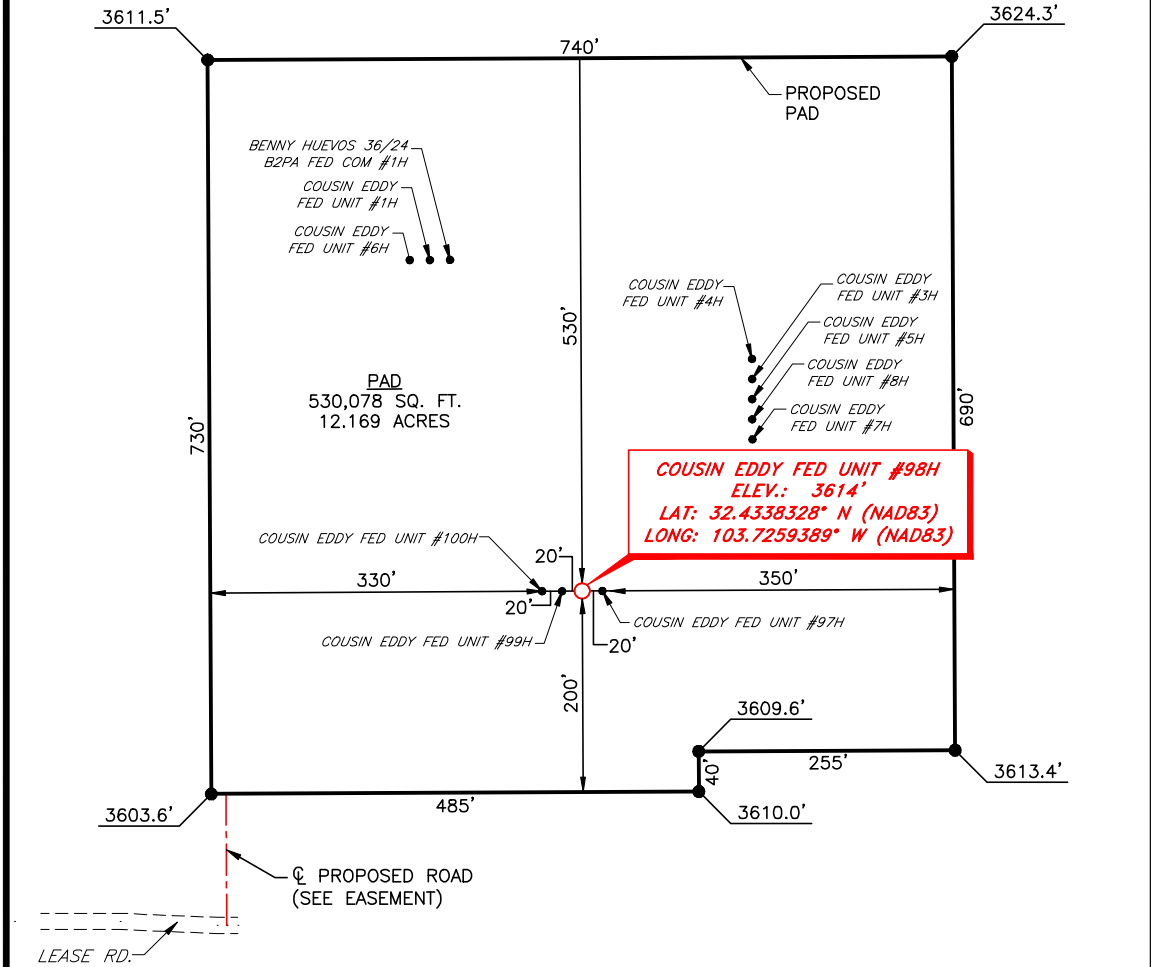 3611.5'
3624.3'
740'
PROPOSED
PAD
BENNY HUEVOS 36/24
B2PA FED COM #1H
COUSIN EDDY
FED UNIT #1H
COUSIN EDDY
FED UNIT #6H
COUSIN EDDY
FED UNIT #4H
COUSIN EDDY
FED UNIT #3H
COUSIN EDDY
FED UNIT #5H
COUSIN EDDY
FED UNIT #8H
COUSIN EDDY
FED UNIT #7H
530'
PAD
530,078 SQ. FT.
12.169 ACRES
730'
690'
COUSIN EDDY FED UNIT #98H
ELEV.: 3614'
LAT: 32.4338328° N (NAD83)
LONG: 103.7259389° W (NAD83)
COUSIN EDDY FED UNIT #100H
20'
330'
350'
20'
COUSIN EDDY FED UNIT #99H
COUSIN EDDY FED UNIT #97H
20'
200'
3609.6'
40'
255'
3613.4'
485'
3603.6'
3610.0'
℄ PROPOSED ROAD
(SEE EASEMENT)
LEASE RD.